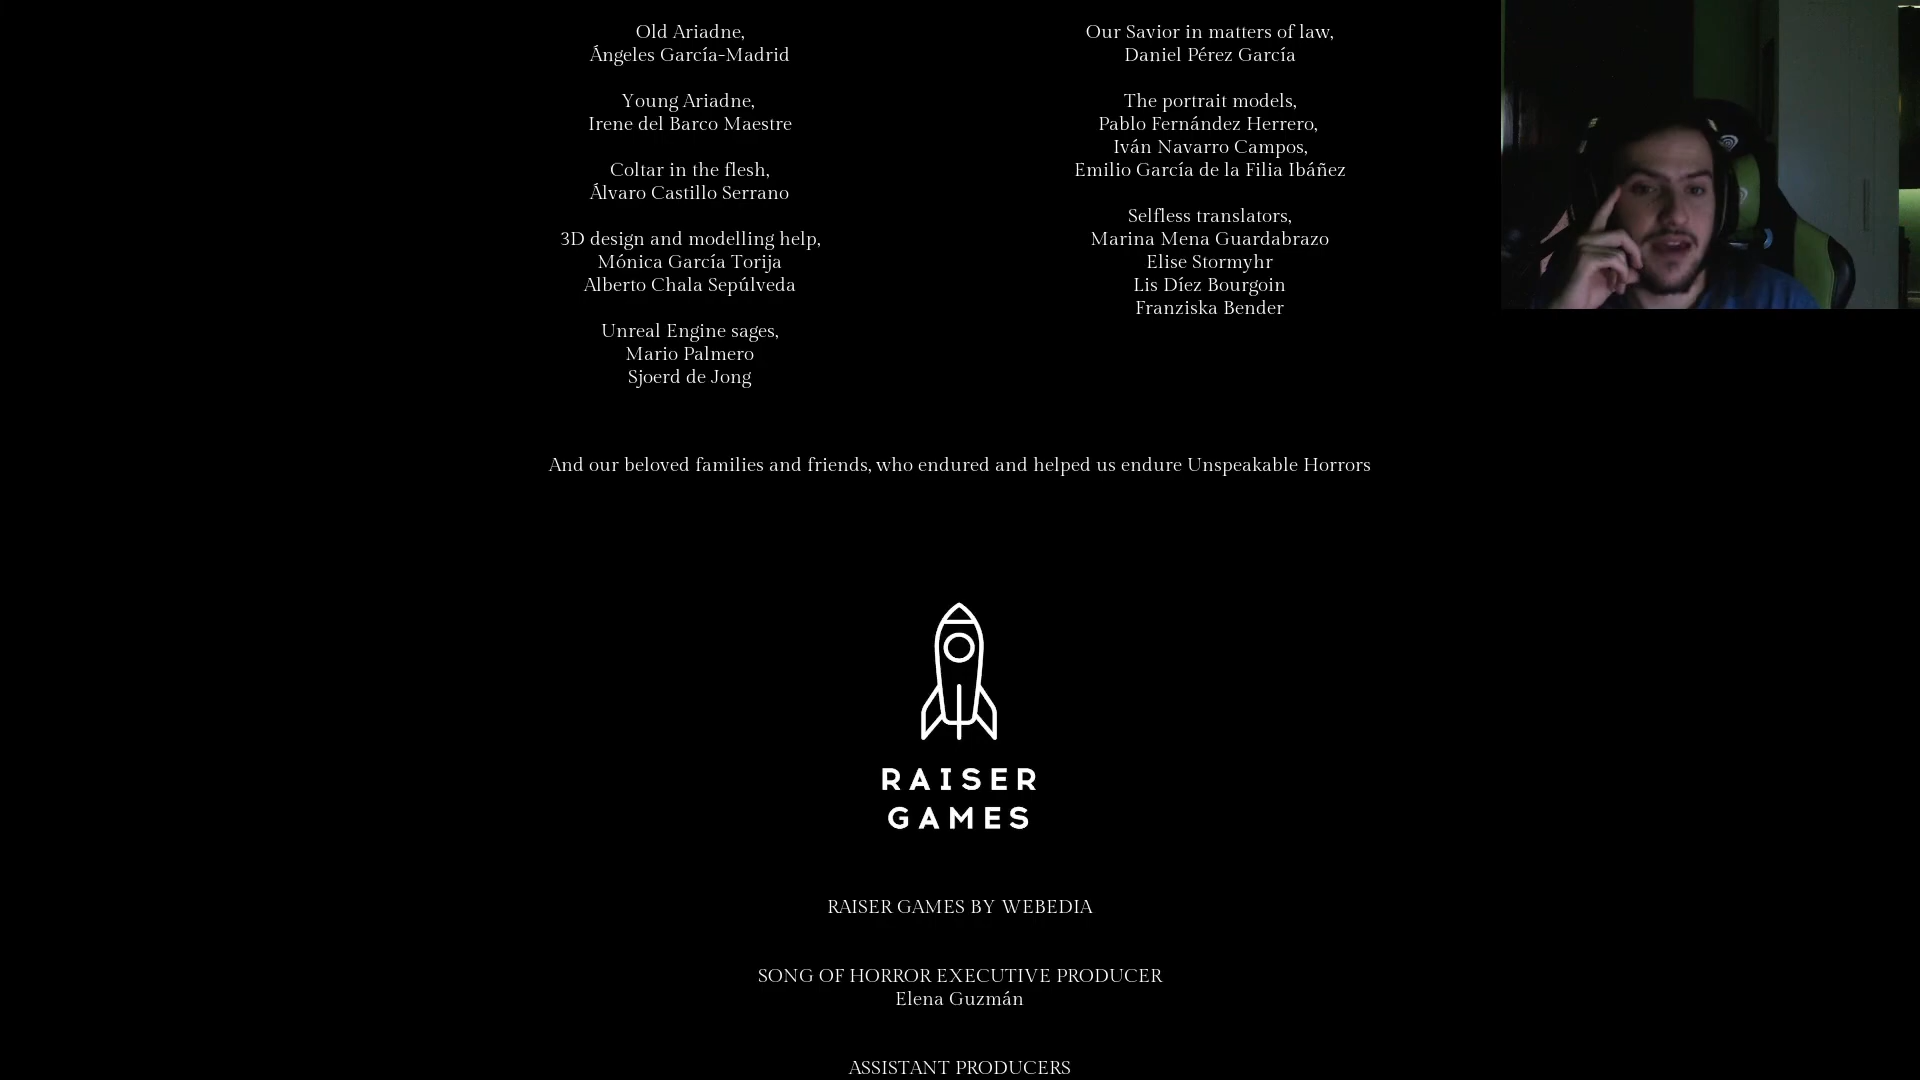 Old Ariadne,
Ángeles García-Madrid
Young Ariadne,
Irene del Barco Maestre
Coltar in the flesh,
Álvaro Castillo Serrano
3D design and modelling help,
Mónica García Torija
Alberto Chala Sepúlveda
Unreal Engine sages,
Mario Palmero
Sjoerd de Jong
Our Savior in matters of law,
Daniel Pérez García
The portrait models,
Pablo Fernández Herrero,
Iván Navarro Campos,
Emilio García de la Filia Ibáñez
Selfless translators,
Marina Mena Guardabrazo
Elise Stormyhr
Lis Díez Bourgoin
Franziska Bender
And our beloved families and friends, who endured and helped us endure Unspeakable Horrors
RAISER
GAMES
RAISER GAMES BY WEBEDIA
SONG OF HORROR EXECUTIVE PRODUCER
Elena Guzmán
ASSISTANT PRODUCERS